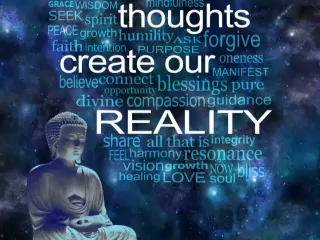 GRACE WISDOM mindfulness
SEEK spirit thoughts
PEACE growth humility ASK forgive
faith intention PURPOSE
create our oneness
MANIFEST
believe connect blessings pure
opportunity
divine compassion guidance
REALITY
share all that is integrity
FEEL harmony resonance
vision growth NOW bliss
healing LOVE soul